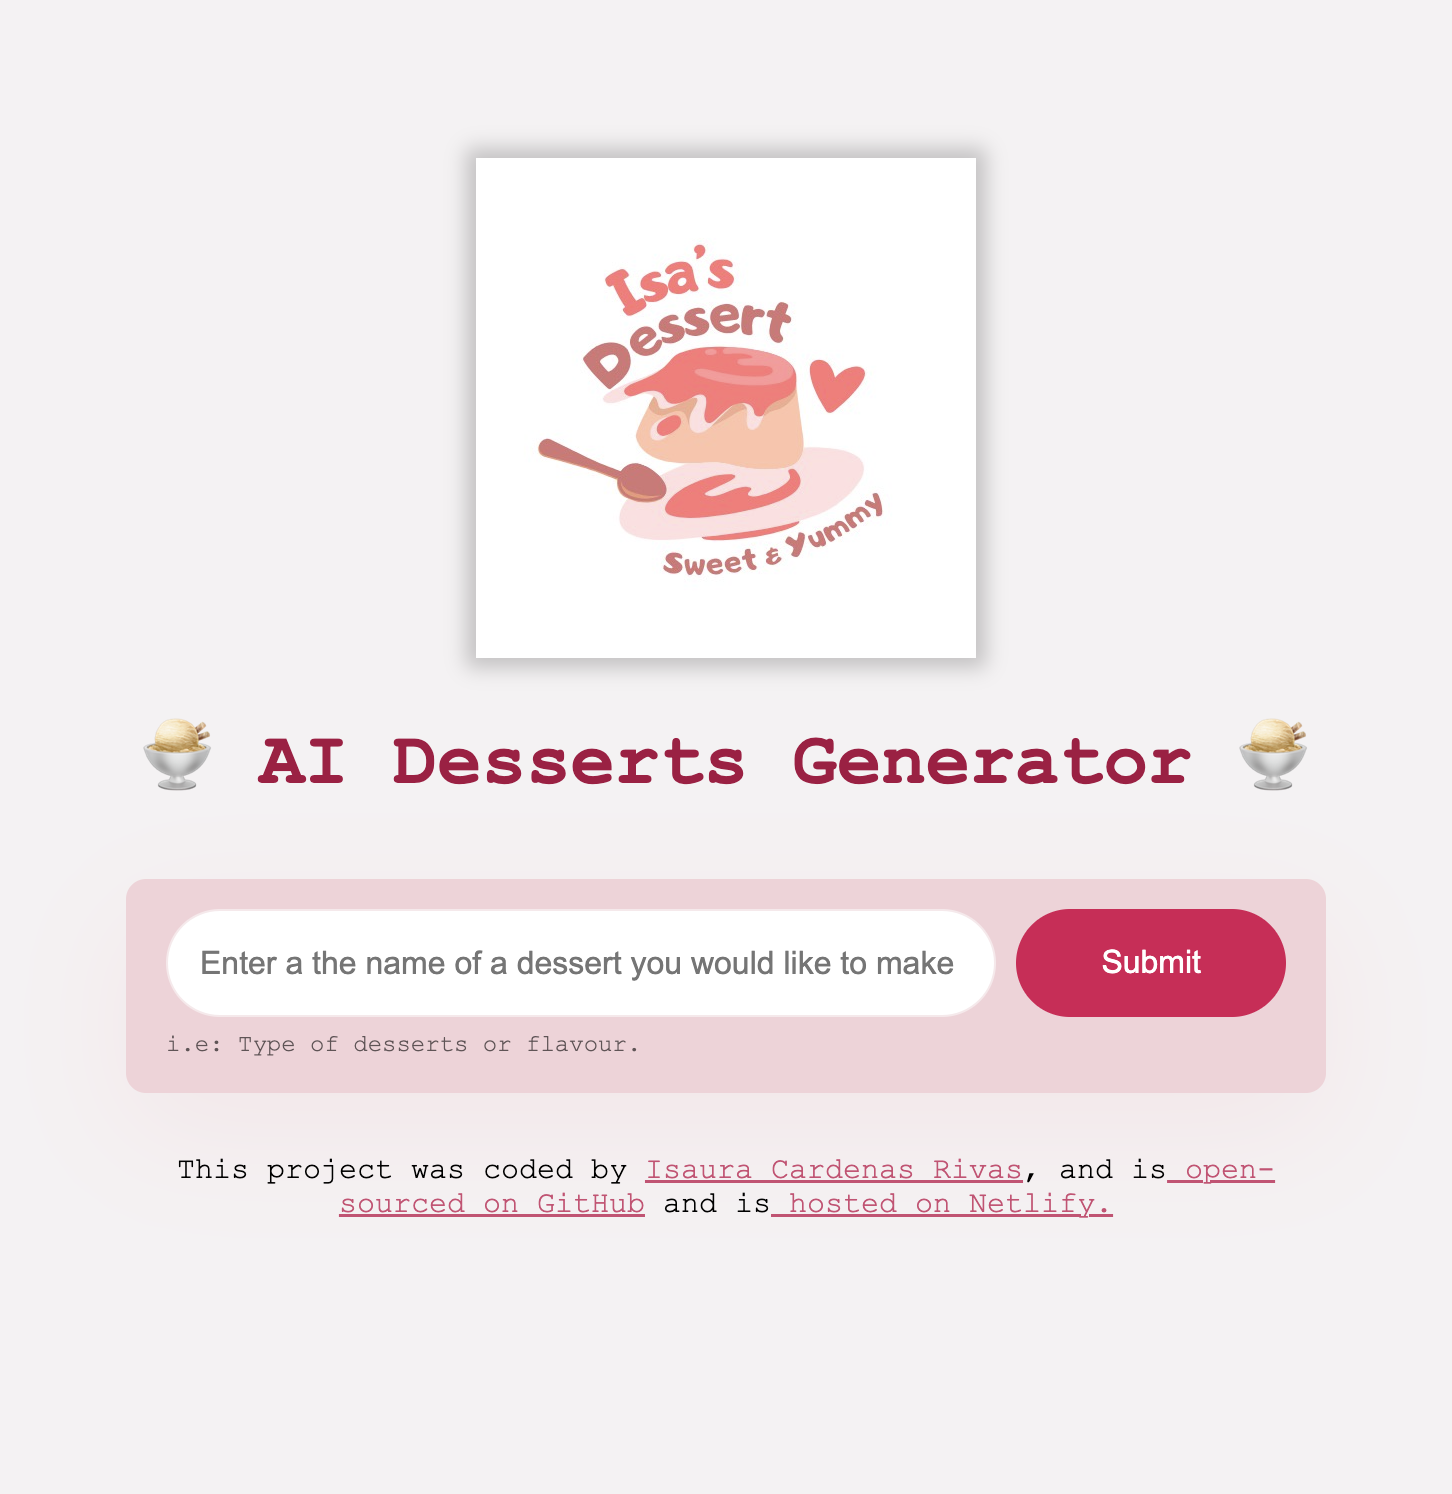 Isa's
Dessert
Sweet & Yummy
🍨 AI Desserts Generator 🍨
Enter a the name of a dessert you would like to make
Submit
i.e: Type of desserts or flavour.
This project was coded by Isaura Cardenas Rivas, and is open-
sourced on GitHub and is hosted on Netlify.